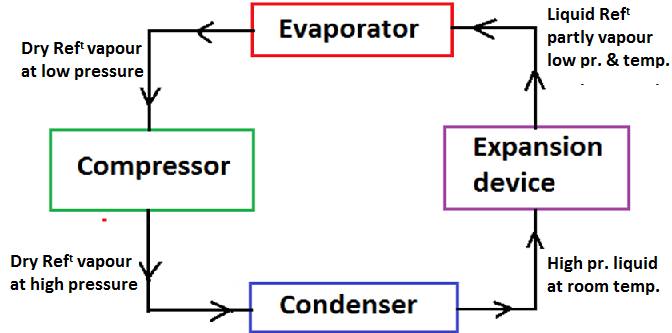 Evaporator
Liquid Refᵗ
partly vapour
low pr. & temp.
Dry Refᵗ vapour
at low pressure
Compressor
Expansion
device
Dry Refᵗ vapour
at high pressure
High pr. liquid
at room temp.
Condenser